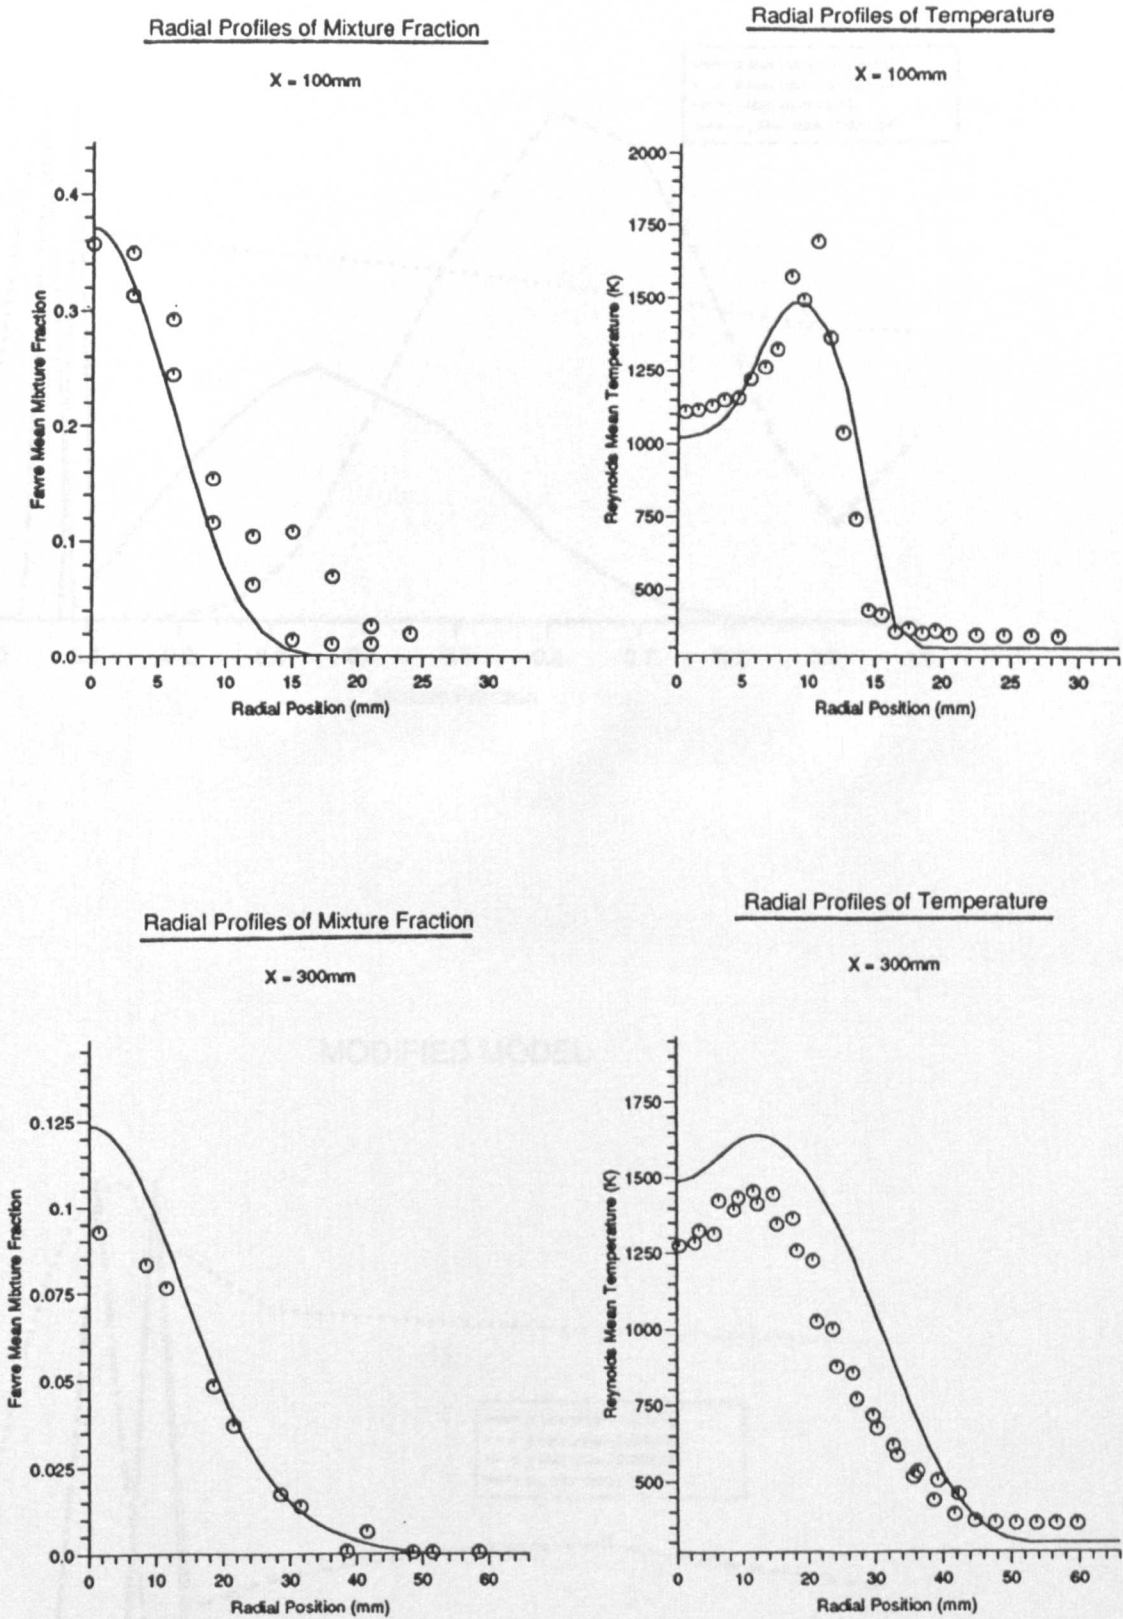 Radial Profiles of Mixture Fraction
X = 100mm
0.4
0.3
0.2
0.1
0.0
Favre Mean Mixture Fraction
0 5 10 15 20 25 30
Radial Position (mm)
Radial Profiles of Temperature
X = 100mm
2000
1750
1500
1250
1000
750
500
Reynolds Mean Temperature (K)
0 5 10 15 20 25 30
Radial Position (mm)
Radial Profiles of Mixture Fraction
X = 300mm
0.125
0.1
0.075
0.05
0.025
0.0
Favre Mean Mixture Fraction
0 10 20 30 40 50 60
Radial Position (mm)
Radial Profiles of Temperature
X = 300mm
1750
1500
1250
1000
750
500
Reynolds Mean Temperature (K)
0 10 20 30 40 50 60
Radial Position (mm)
MODIFIED MODEL